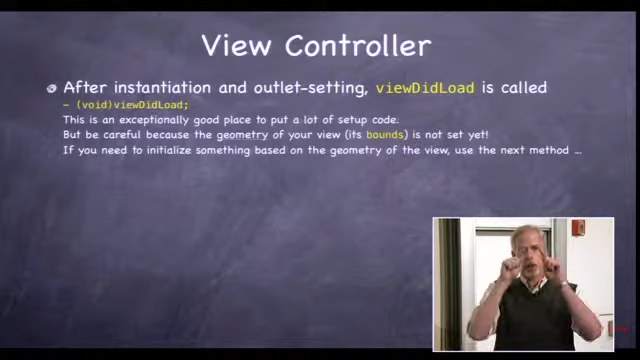 View Controller
After instantiation and outlet-setting, viewDidLoad is called
- (void)viewDidLoad;
This is an exceptionally good place to put a lot of setup code.
But be careful because the geometry of your view (its bounds) is not set yet!
If you need to initialize something based on the geometry of the view, use the next method ...